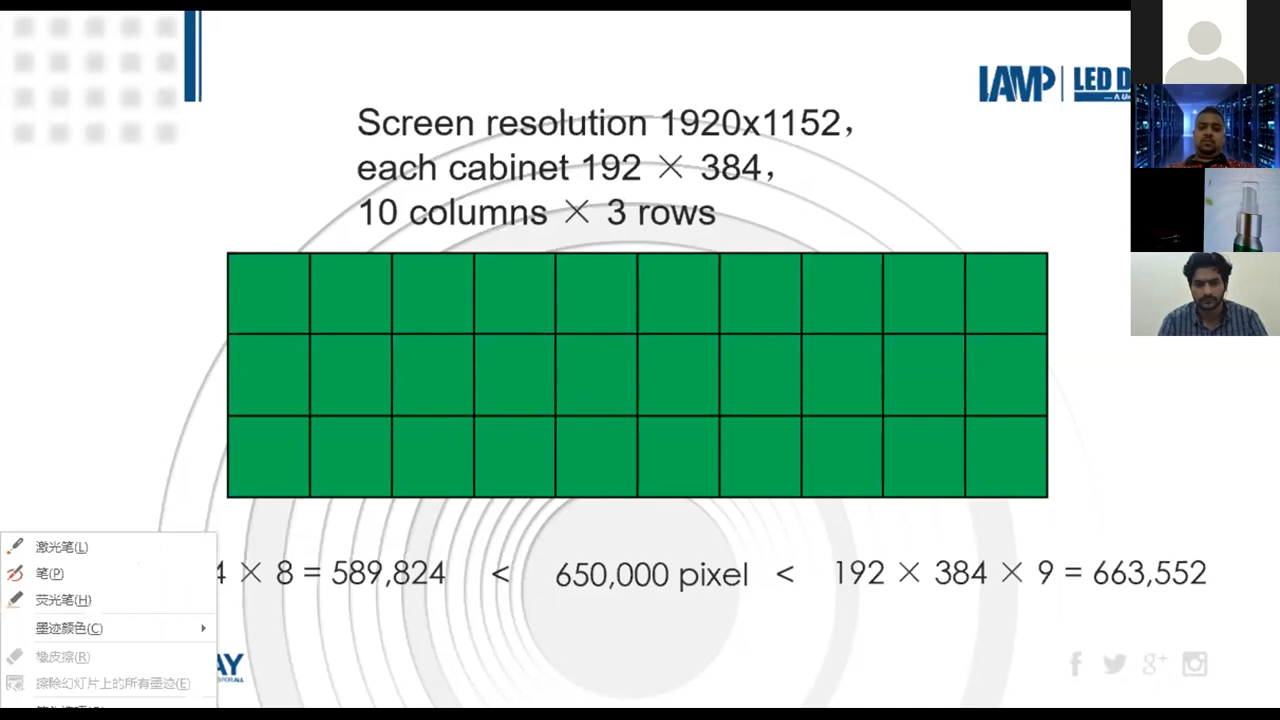 IAMP LED D
Screen resolution 1920x1152,
each cabinet 192 × 384,
10 columns × 3 rows
4 × 8 = 589,824 < 650,000 pixel < 192 × 384 × 9 = 663,552
激光笔(L)
笔(P)
荧光笔(H)
墨迹颜色(C)
橡皮擦(R)
擦除幻灯片上的所有墨迹(E)
AY
f g+